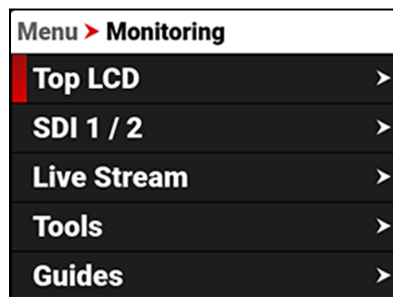 Menu > Monitoring
Top LCD
SDI 1 / 2
Live Stream
Tools
Guides